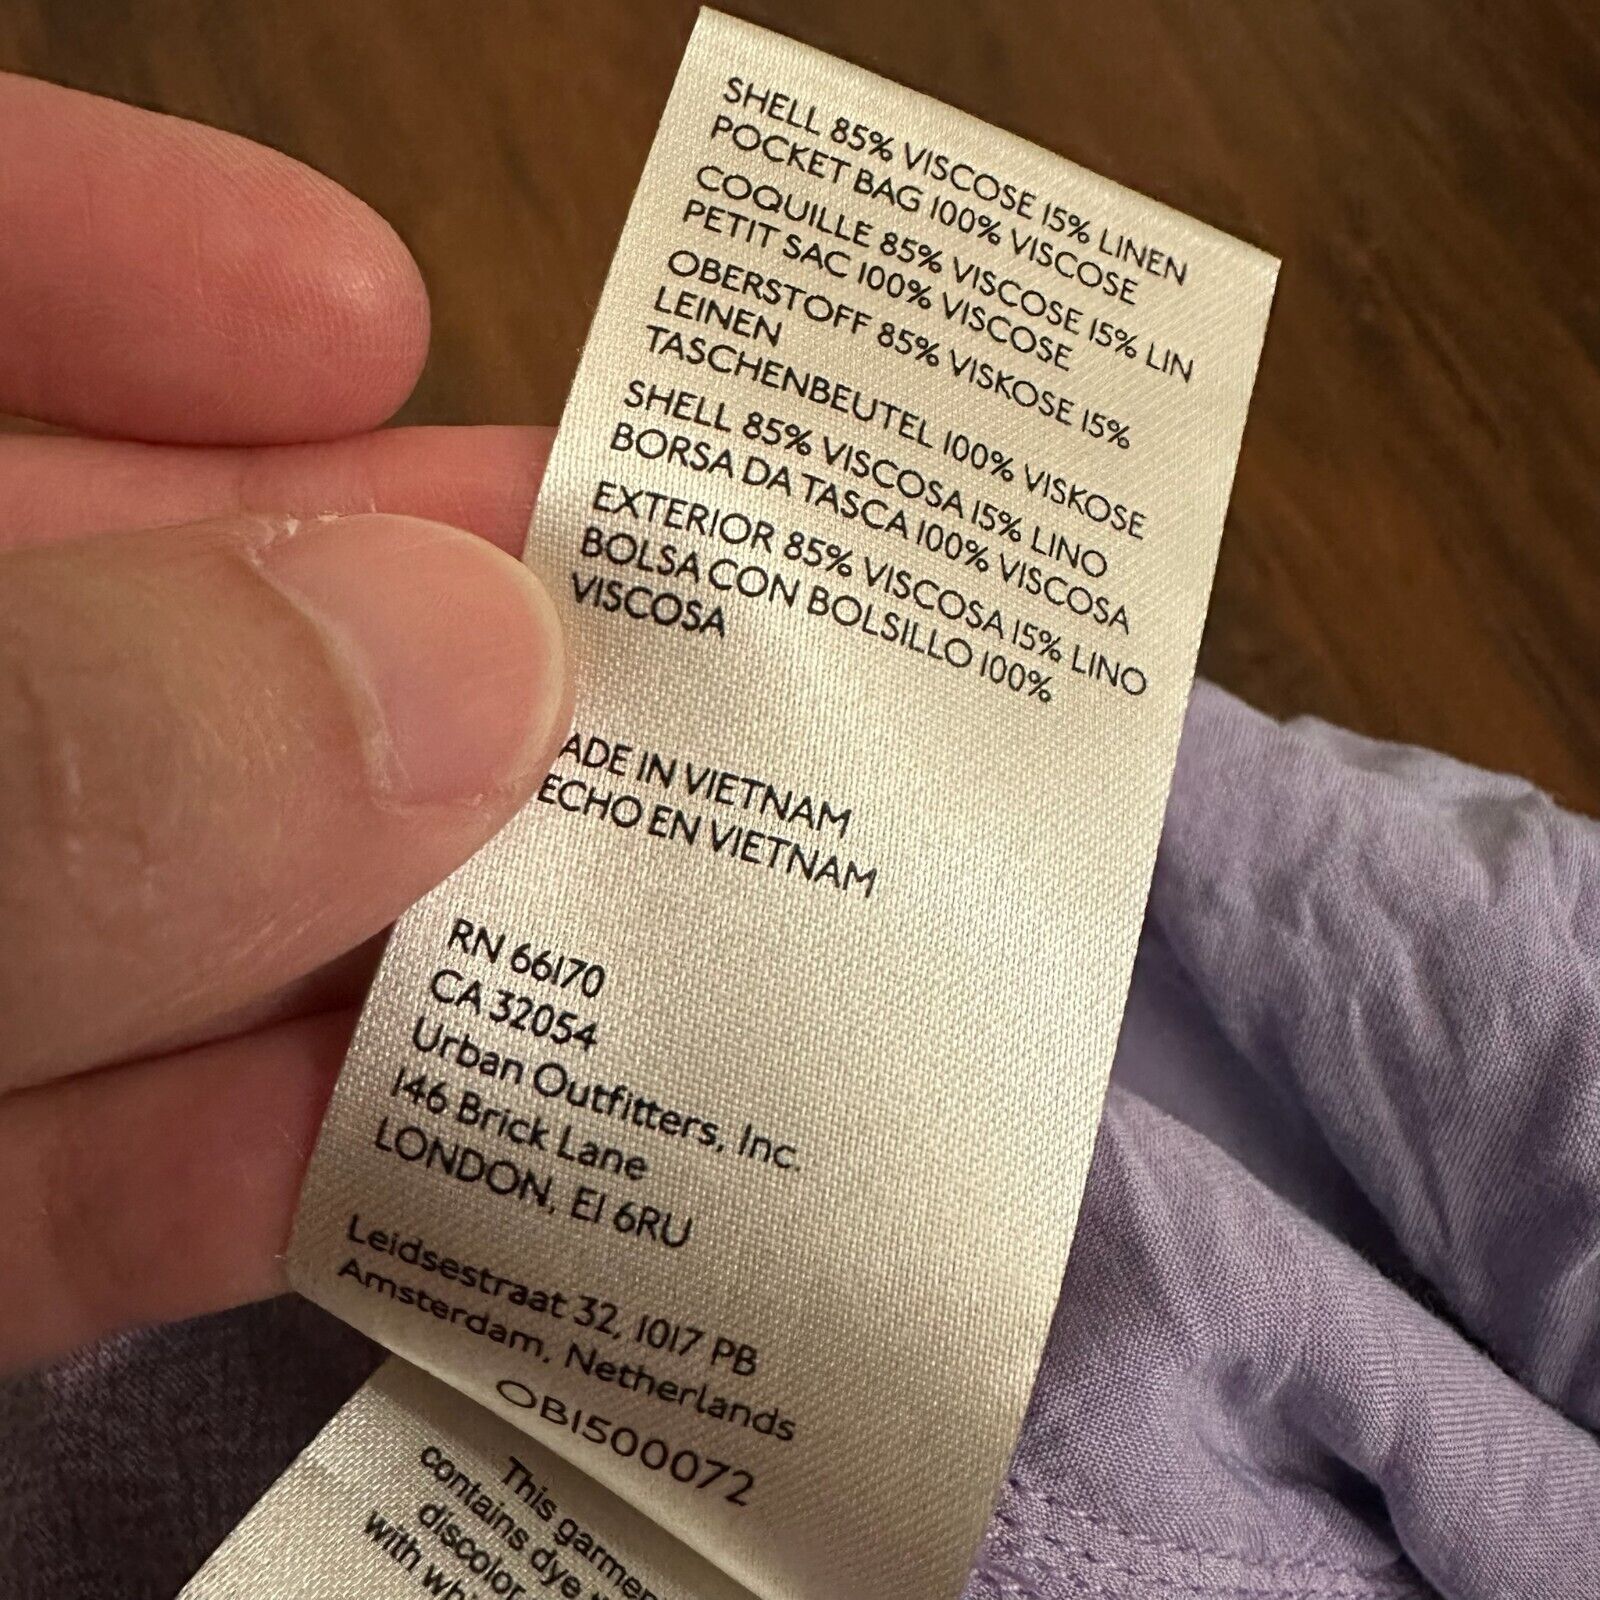 SHELL 85% VISCOSE 15% LINEN
POCKET BAG 100% VISCOSE
COQUILLE 85% VISCOSE 15% LIN
PETIT SAC 100% VISCOSE
OBERSTOFF 85% VISKOSE 15%
LEINEN
TASCHENBEUTEL 100% VISKOSE
SHELL 85% VISCOSA 15% LINO
BORSA DA TASCA 100% VISCOSA
EXTERIOR 85% VISCOSA 15% LINO
BOLSA CON BOLSILLO 100%
VISCOSA
ADE IN VIETNAM
ECHO EN VIETNAM
RN 66170
CA 32054
Urban Outfitters, Inc.
146 Brick Lane
LONDON, E1 6RU
Leidsestraat 32, 1017 PB
Amsterdam, Netherlands
OB1500072
This garmen
contains dye
discolor
with wh